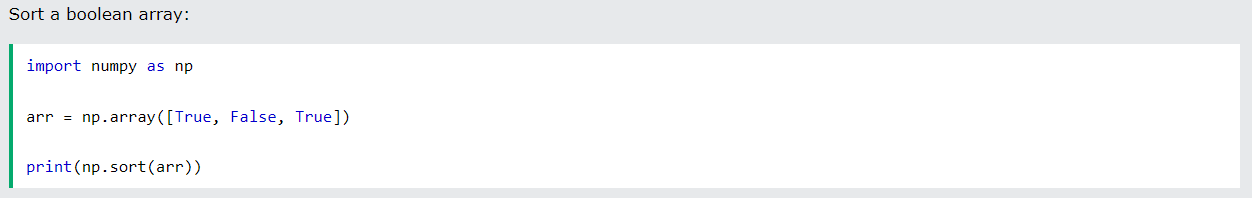 Sort a boolean array:
import numpy as np
arr = np.array([True, False, True])
print(np.sort(arr))